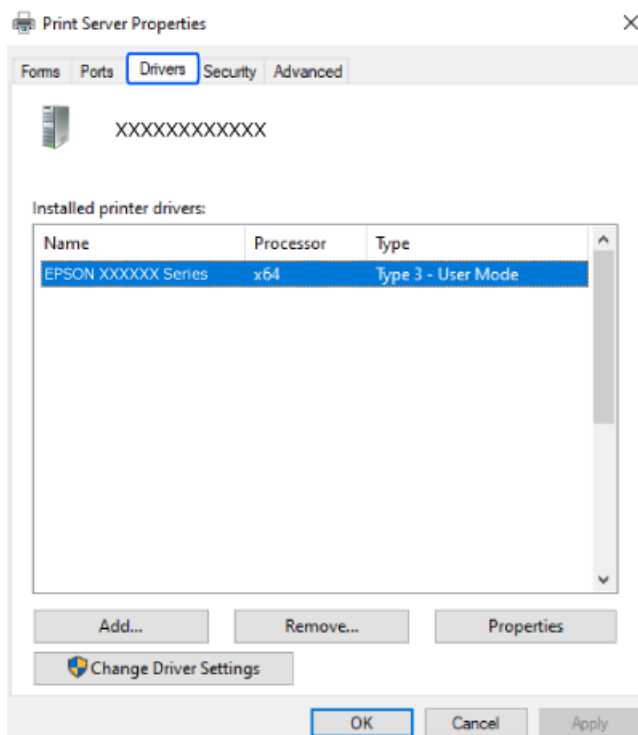 Print Server Properties
Forms Ports Drivers Security Advanced
XXXXXXXXXXXX
Installed printer drivers:
Name Processor Type
EPSON XXXXXX Series x64 Type 3 - User Mode
Add... Remove... Properties
Change Driver Settings
OK Cancel Apply